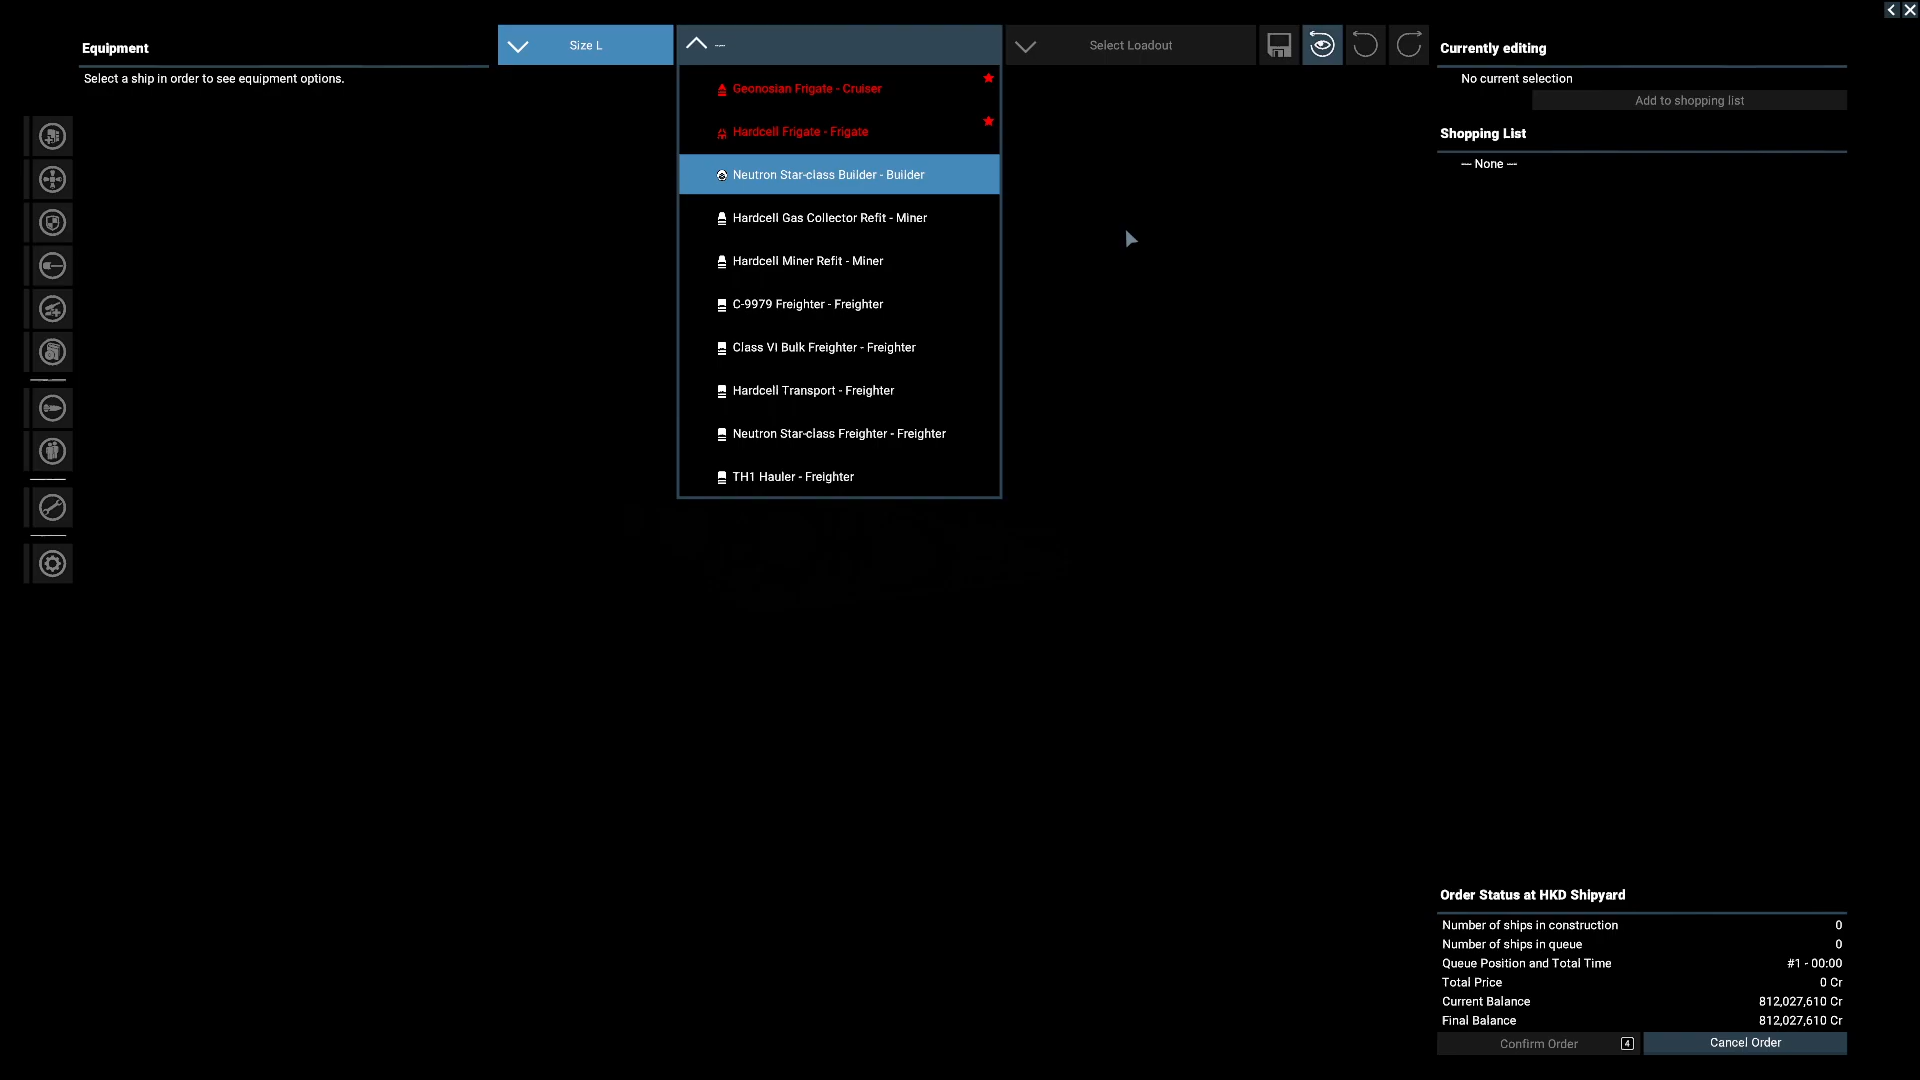 Equipment
Select a ship in order to see equipment options.
Size L
---
Select Loadout
Geonosian Frigate - Cruiser
Hardcell Frigate - Frigate
Neutron Star-class Builder - Builder
Hardcell Gas Collector Refit - Miner
Hardcell Miner Refit - Miner
C-9979 Freighter - Freighter
Class VI Bulk Freighter - Freighter
Hardcell Transport - Freighter
Neutron Star-class Freighter - Freighter
TH1 Hauler - Freighter
Currently editing
No current selection
Add to shopping list
Shopping List
--- None ---
Order Status at HKD Shipyard
Number of ships in construction 0
Number of ships in queue 0
Queue Position and Total Time #1 - 00:00
Total Price 0 Cr
Current Balance 812,027,610 Cr
Final Balance 812,027,610 Cr
Confirm Order 4
Cancel Order